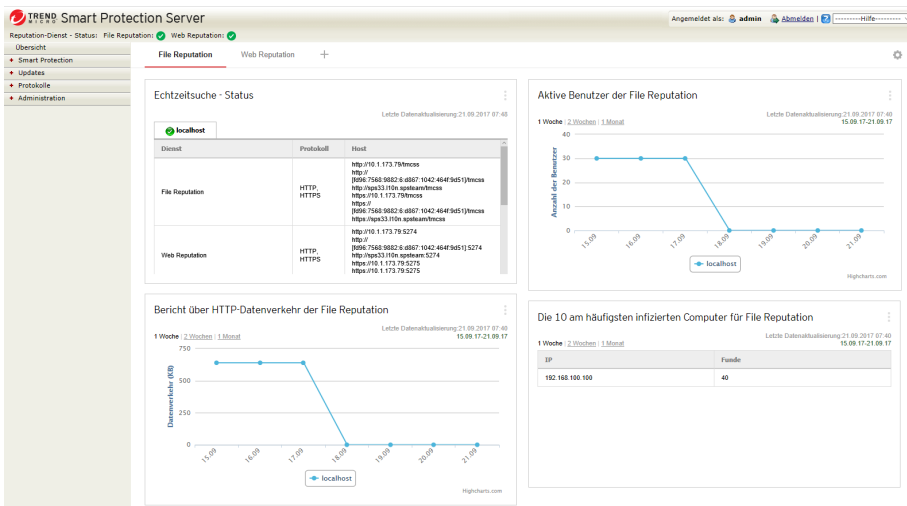 TREND MICRO Smart Protection Server
Angemeldet als: admin Abmelden | ? ---------Hilfe---------
Reputation-Dienst - Status: File Reputation: Web Reputation:
Übersicht
Smart Protection
Updates
Protokolle
Administration
File Reputation Web Reputation +
Echtzeitsuche - Status
Letzte Datenaktualisierung:21.09.2017 07:40
localhost
Dienst Protokoll Host
File Reputation
HTTP,
HTTPS
http://10.1.173.79/tmcss
http://
[fd96:7568:9882:6:d867:1042:464f:9d51]/tmcss
http://sps33.l10n.spsteam/tmcss
https://10.1.173.79/tmcss
https://
[fd96:7568:9882:6:d867:1042:464f:9d51]/tmcss
https://sps33.l10n.spsteam/tmcss
Web Reputation
HTTP,
HTTPS
http://10.1.173.79:5274
http://
[fd96:7568:9882:6:d867:1042:464f:9d51]:5274
http://sps33.l10n.spsteam:5274
https://10.1.173.79:5275
https://10.1.173.79:5275
Aktive Benutzer der File Reputation
Letzte Datenaktualisierung:21.09.2017 07:40
1 Woche | 2 Wochen | 1 Monat 15.09.17-21.09.17
Anzahl der Benutzer
40
30
20
10
0
15.09 16.09 17.09 18.09 19.09 20.09 21.09
localhost
Highcharts.com
Bericht über HTTP-Datenverkehr der File Reputation
Letzte Datenaktualisierung:21.09.2017 07:40
1 Woche | 2 Wochen | 1 Monat 15.09.17-21.09.17
Datenverkehr (KB)
750
500
250
0
15.09 16.09 17.09 18.09 19.09 20.09 21.09
localhost
Highcharts.com
Die 10 am häufigsten infizierten Computer für File Reputation
Letzte Datenaktualisierung:21.09.2017 07:40
1 Woche | 2 Wochen | 1 Monat 15.09.17-21.09.17
IP Funde
192.168.100.100 40